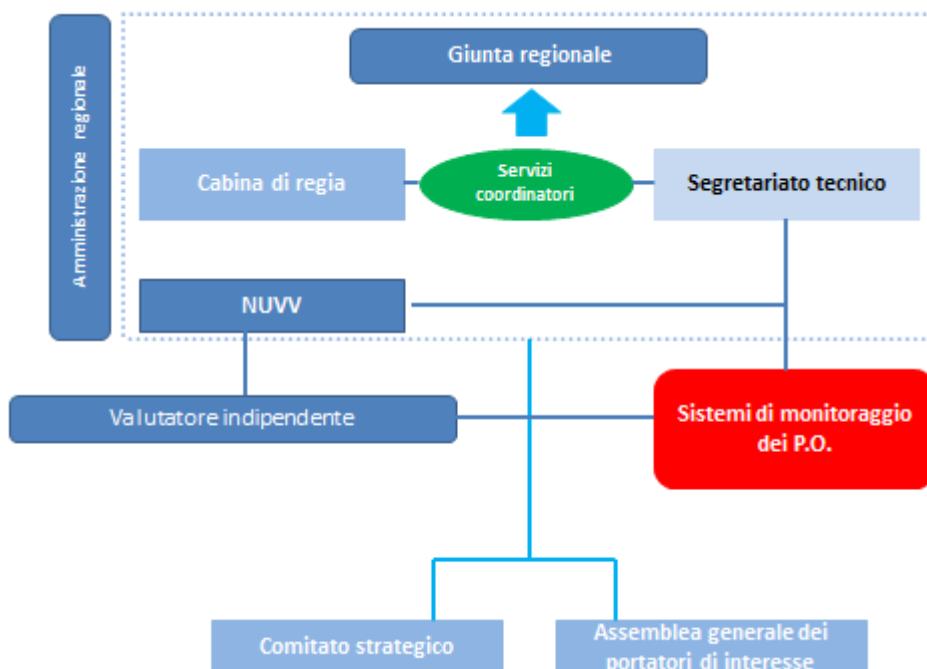 Amministrazione regionale
Giunta regionale
Cabina di regia
Servizi
coordinatori
Segretariato tecnico
NUVV
Valutatore indipendente
Sistemi di monitoraggio
dei P.O.
Comitato strategico
Assemblea generale dei
portatori di interesse